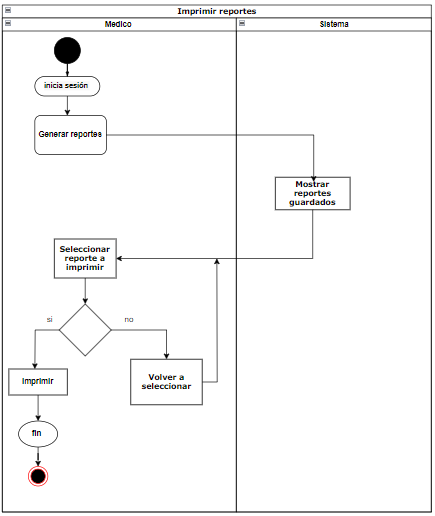 Imprimir reportes
Medico
Sistema
inicia sesión
Generar reportes
Mostrar
reportes
guardados
Seleccionar
reporte a
imprimir
si
no
Imprimir
Volver a
seleccionar
fin